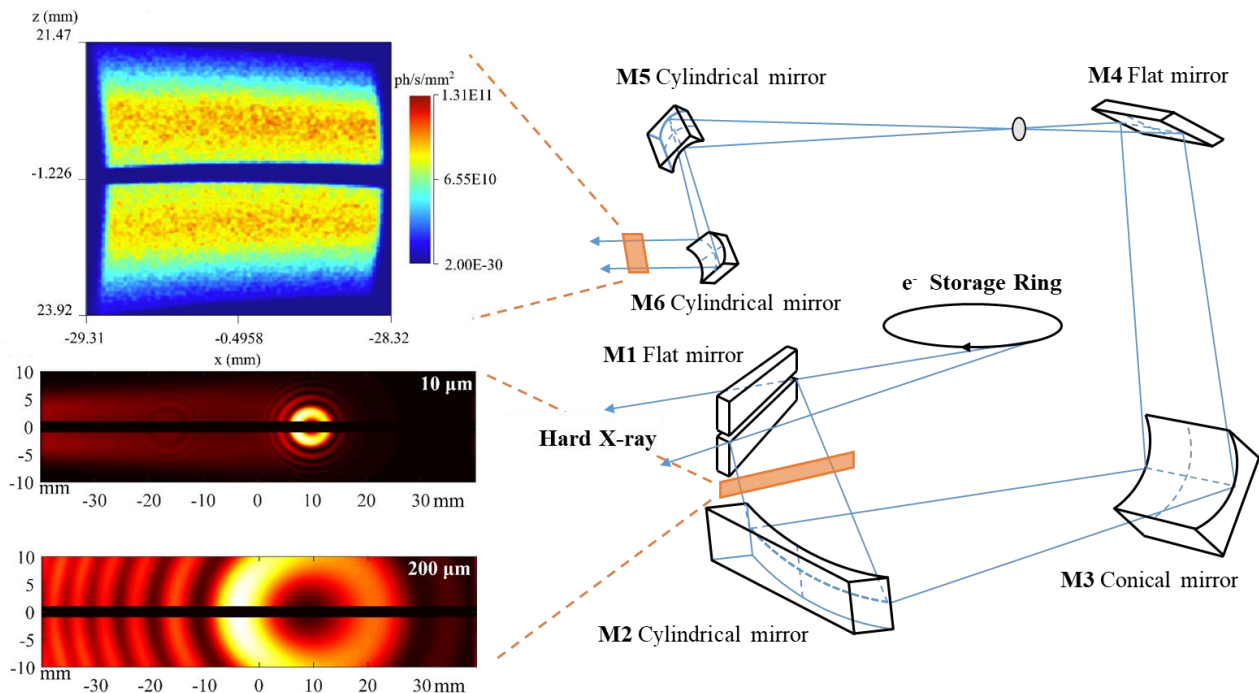 z (mm)
21.47
-1.226
23.92
-29.31
-0.4958
-28.32
x (mm)
ph/s/mm²
1.31E11
6.55E10
2.00E-30
M5 Cylindrical mirror
M4 Flat mirror
M6 Cylindrical mirror
e⁻ Storage Ring
M1 Flat mirror
Hard X-ray
M3 Conical mirror
M2 Cylindrical mirror
10 μm
10
5
0
-5
-10
mm
-30
-20
-10
0
10
20
30 mm
200 μm
10
5
0
-5
-10
mm
-30
-20
-10
0
10
20
30 mm